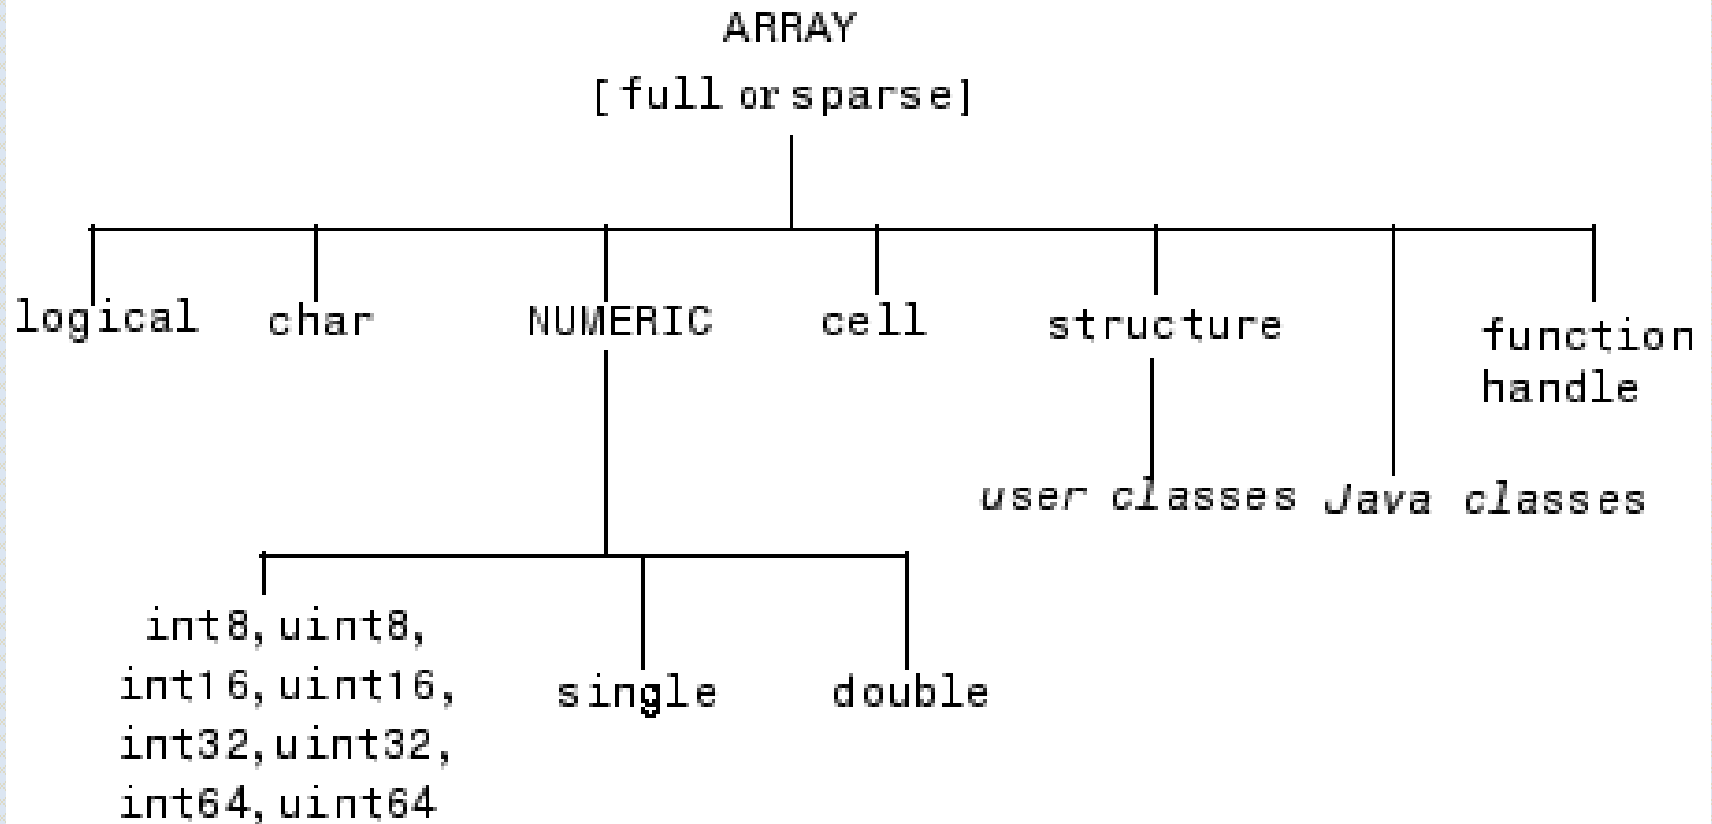 ARRAY
[full or sparse]
logical char NUMERIC cell structure function
handle
user classes Java classes
int8, uint8,
int16, uint16,
single double
int32, uint32,
int64, uint64